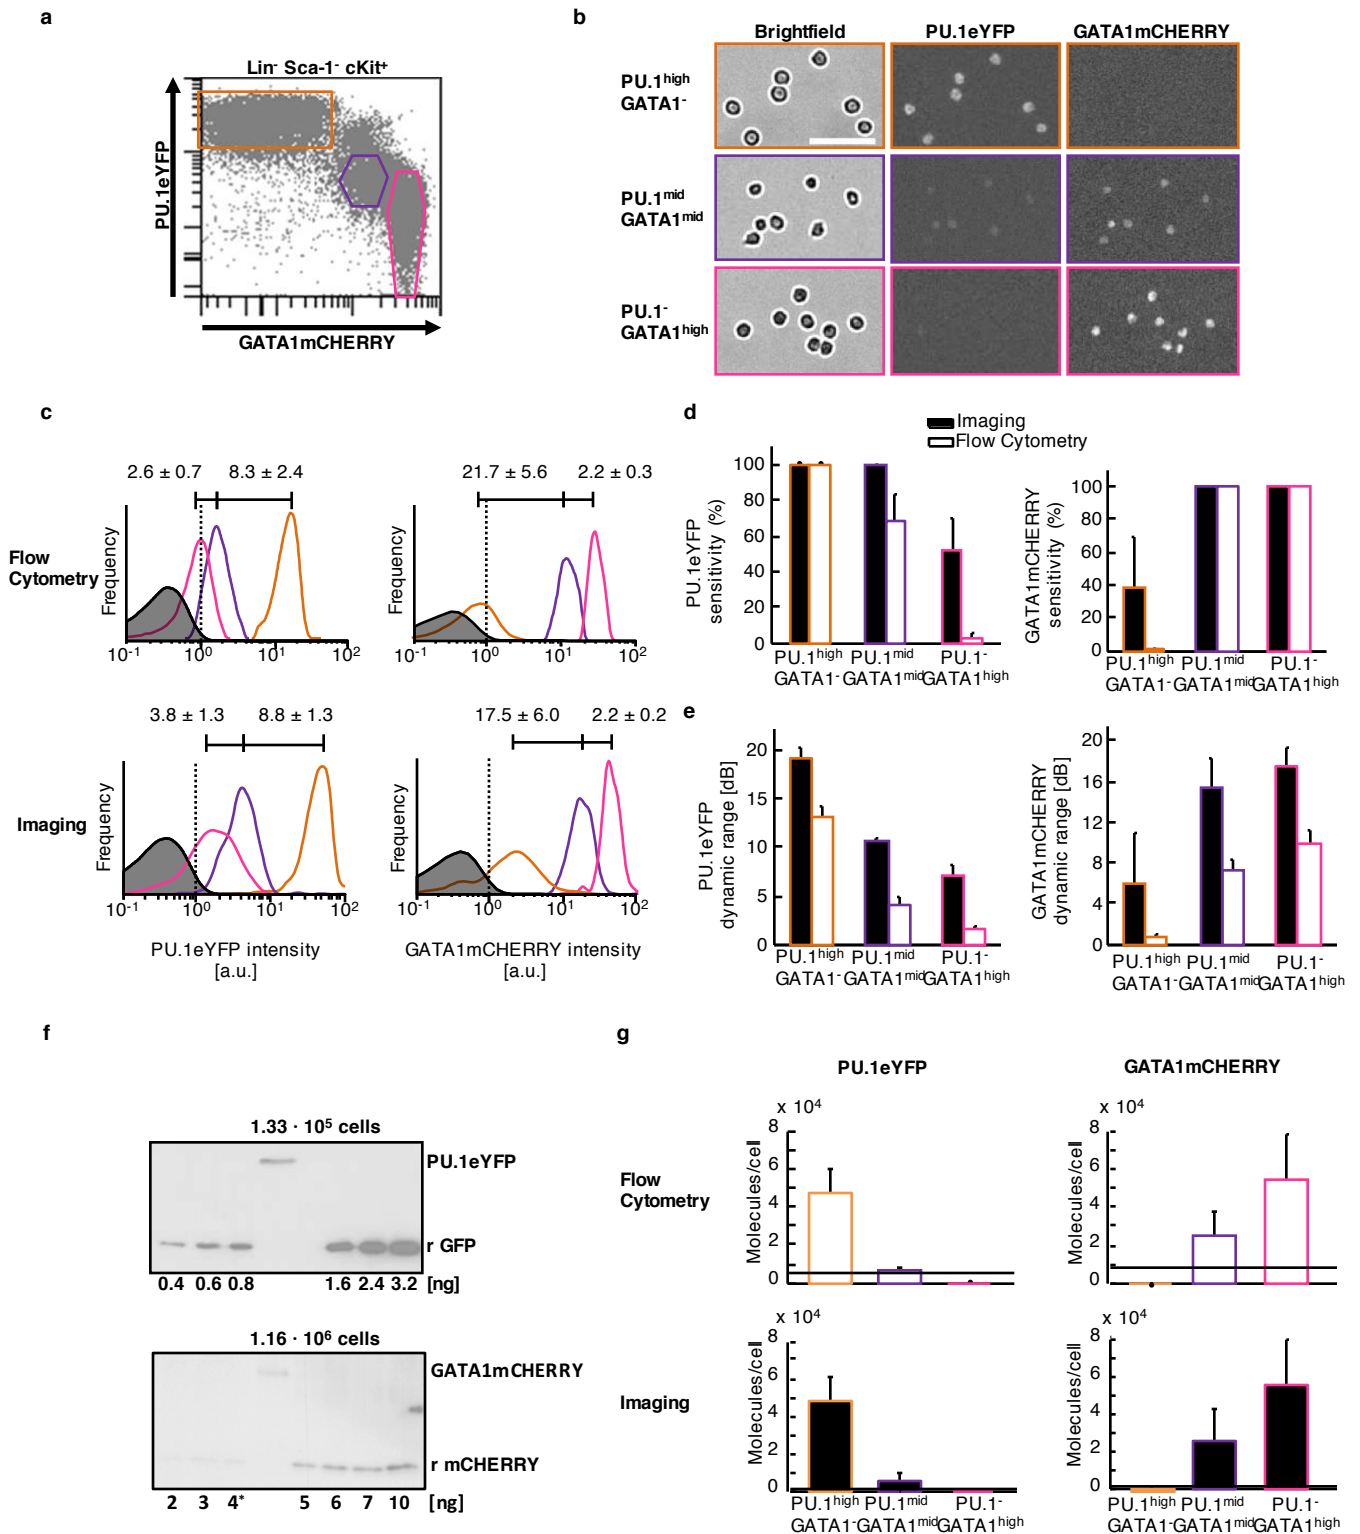 a
Lin- Sca-1- cKit+
PU.1eYFP
GATA1mCHERRY
b
Brightfield PU.1eYFP GATA1mCHERRY
PU.1high
GATA1-
PU.1mid
GATA1mid
PU.1-
GATA1high
c
2.6 ± 0.7 8.3 ± 2.4 21.7 ± 5.6 2.2 ± 0.3
Flow
Cytometry
Frequency
Frequency
10-1 100 101 102 10-1 100 101 102
3.8 ± 1.3 8.8 ± 1.3 17.5 ± 6.0 2.2 ± 0.2
Imaging
Frequency
Frequency
10-1 100 101 102 10-1 100 101 102
PU.1eYFP intensity
[a.u.]
GATA1mCHERRY intensity
[a.u.]
d
Imaging
Flow Cytometry
PU.1eYFP
sensitivity (%)
100
80
60
40
20
0
PU.1high PU.1mid PU.1-
GATA1- GATA1mid GATA1high
GATA1mCHERRY
sensitivity (%)
100
80
60
40
20
0
PU.1high PU.1mid PU.1-
GATA1- GATA1mid GATA1high
e
PU.1eYFP
dynamic range [dB]
20
15
10
5
0
PU.1high PU.1mid PU.1-
GATA1- GATA1mid GATA1high
GATA1mCHERRY
dynamic range [dB]
20
16
12
8
4
0
PU.1high PU.1mid PU.1-
GATA1- GATA1mid GATA1high
f
1.33 · 105 cells
PU.1eYFP
r GFP
0.4 0.6 0.8 1.6 2.4 3.2 [ng]
1.16 · 106 cells
GATA1mCHERRY
r mCHERRY
2 3 4* 5 6 7 10 [ng]
g
PU.1eYFP GATA1mCHERRY
Flow
Cytometry
x 104
Molecules/cell
8
6
4
2
0
x 104
Molecules/cell
8
6
4
2
0
Imaging
x 104
Molecules/cell
8
6
4
2
0
PU.1high PU.1mid PU.1-
GATA1- GATA1mid GATA1high
x 104
Molecules/cell
8
6
4
2
0
PU.1high PU.1mid PU.1-
GATA1- GATA1mid GATA1high